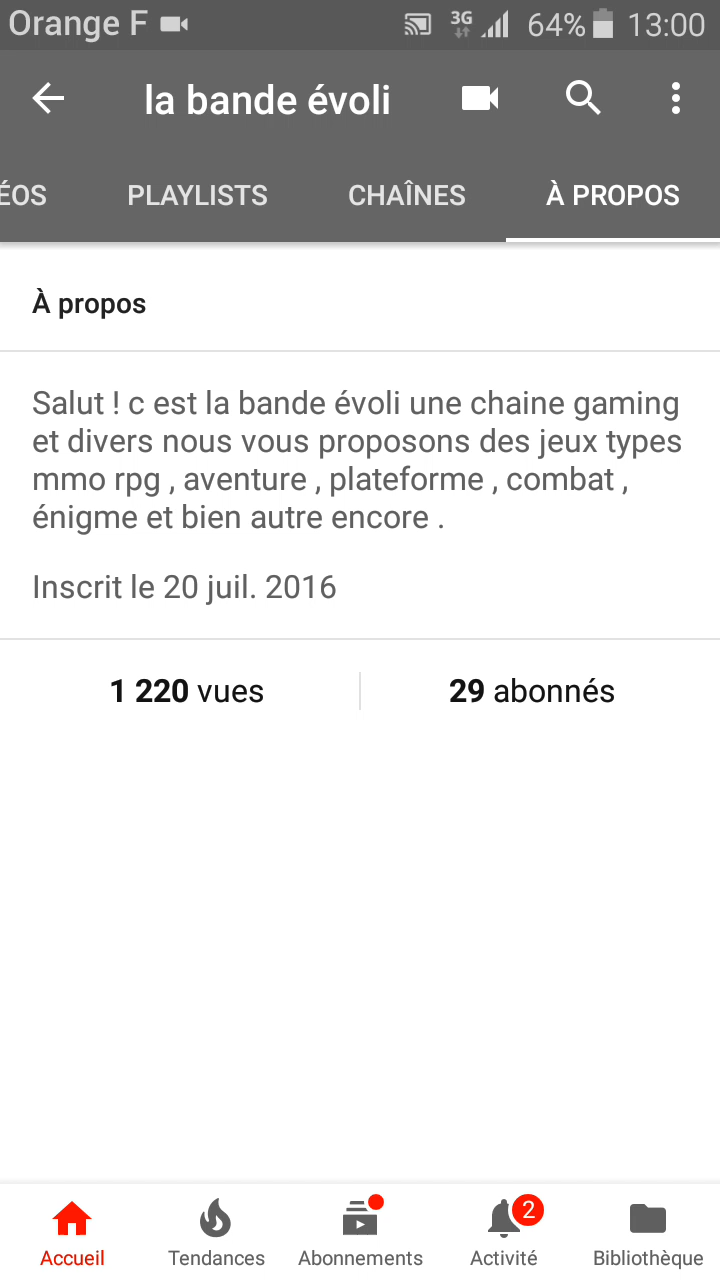 Orange F 3G 64% 13:00
la bande évoli
ÉOS PLAYLISTS CHAÎNES À PROPOS
À propos
Salut ! c est la bande évoli une chaine gaming
et divers nous vous proposons des jeux types
mmo rpg , aventure , plateforme , combat ,
énigme et bien autre encore .
Inscrit le 20 juil. 2016
1 220 vues 29 abonnés
2
Accueil Tendances Abonnements Activité Bibliothèque